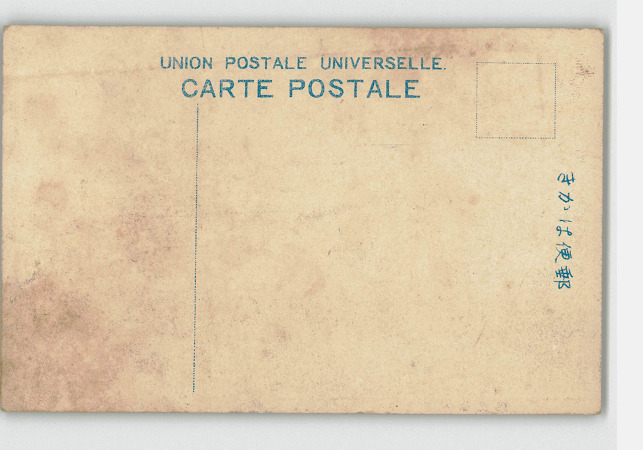 UNION POSTALE UNIVERSELLE.
CARTE POSTALE
郵便はかき